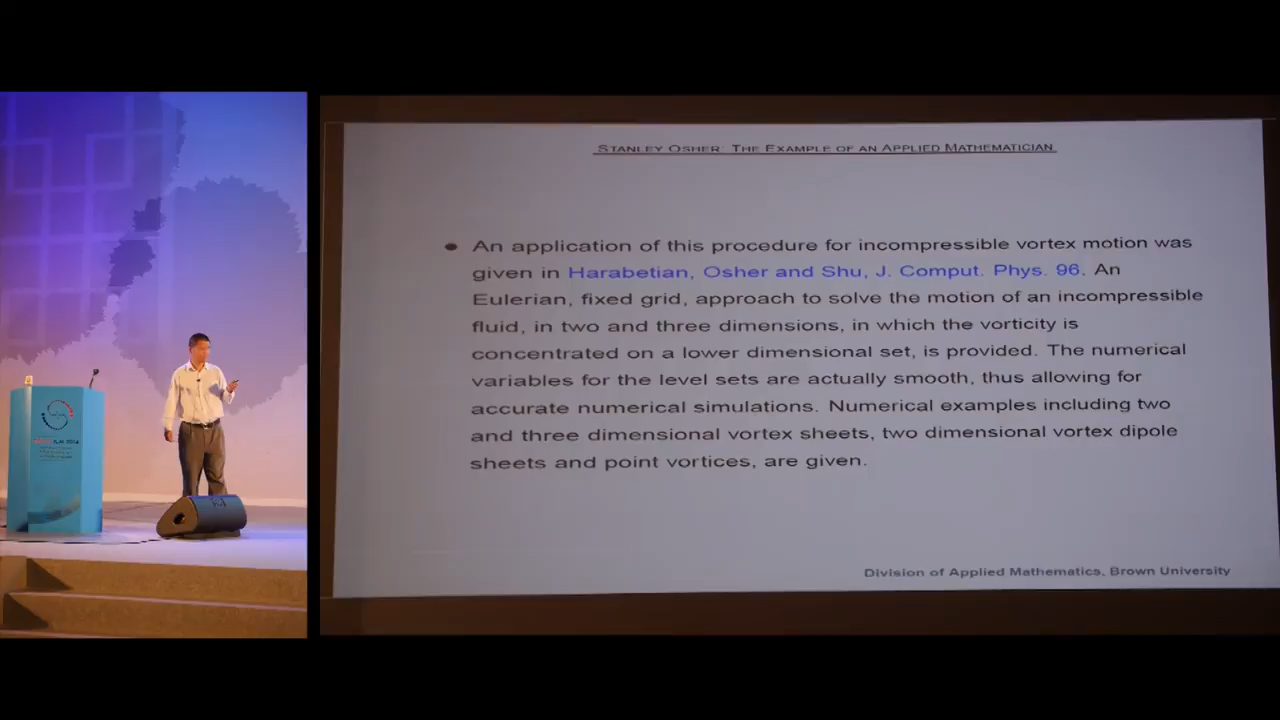 STANLEY OSHER: THE EXAMPLE OF AN APPLIED MATHEMATICIAN
• An application of this procedure for incompressible vortex motion was
given in Harabetian, Osher and Shu, J. Comput. Phys. 96. An
Eulerian, fixed grid, approach to solve the motion of an incompressible
fluid, in two and three dimensions, in which the vorticity is
concentrated on a lower dimensional set, is provided. The numerical
variables for the level sets are actually smooth, thus allowing for
accurate numerical simulations. Numerical examples including two
and three dimensional vortex sheets, two dimensional vortex dipole
sheets and point vortices, are given.
Division of Applied Mathematics, Brown University